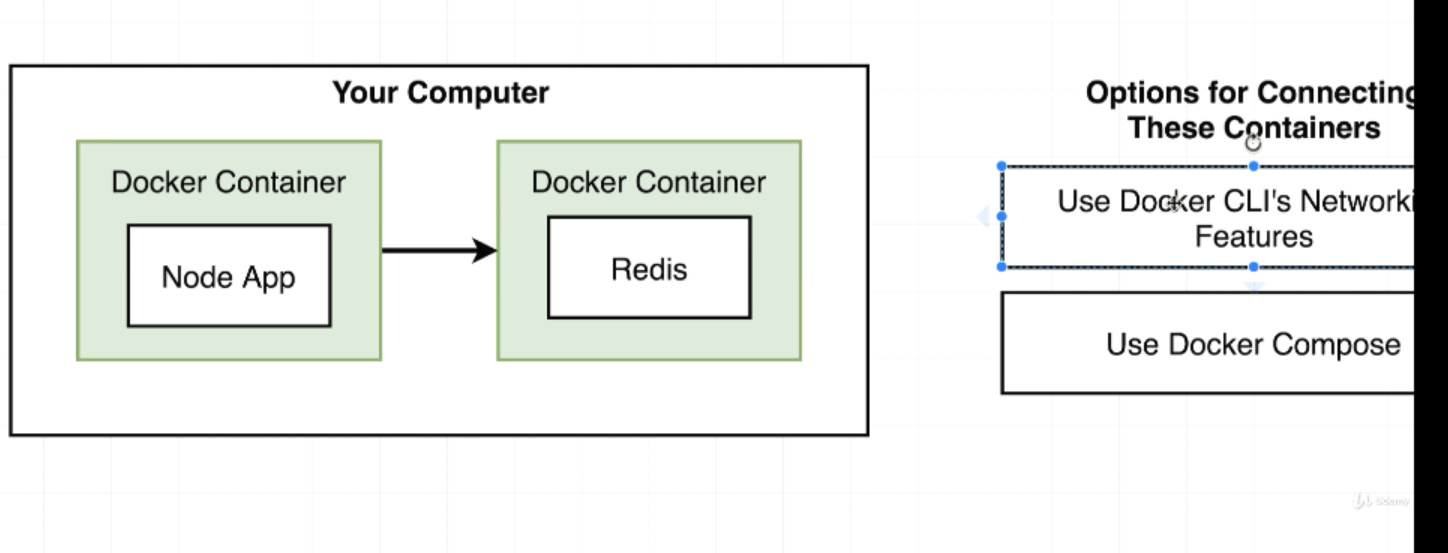 Your Computer
Docker Container
Node App
Docker Container
Redis
Options for Connecting
These Containers
Use Docker CLI's Networki
Features
Use Docker Compose
Udemy